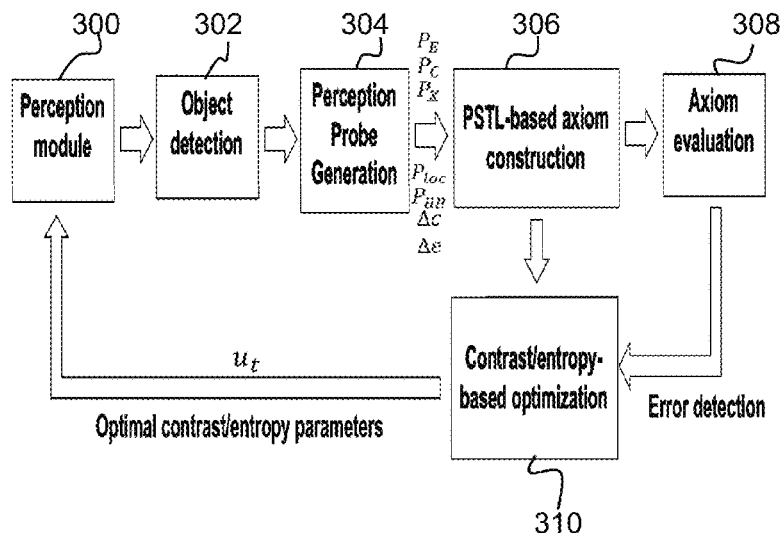 300
302
304
306
308
Perception
module
Object
detection
Perception
Probe
Generation
P_E
P_C
P_X
P_loc
P_iin
Δc
Δe
PSTL-based axiom
construction
Axiom
evaluation
u_t
Optimal contrast/entropy parameters
Contrast/entropy-
based optimization
Error detection
310